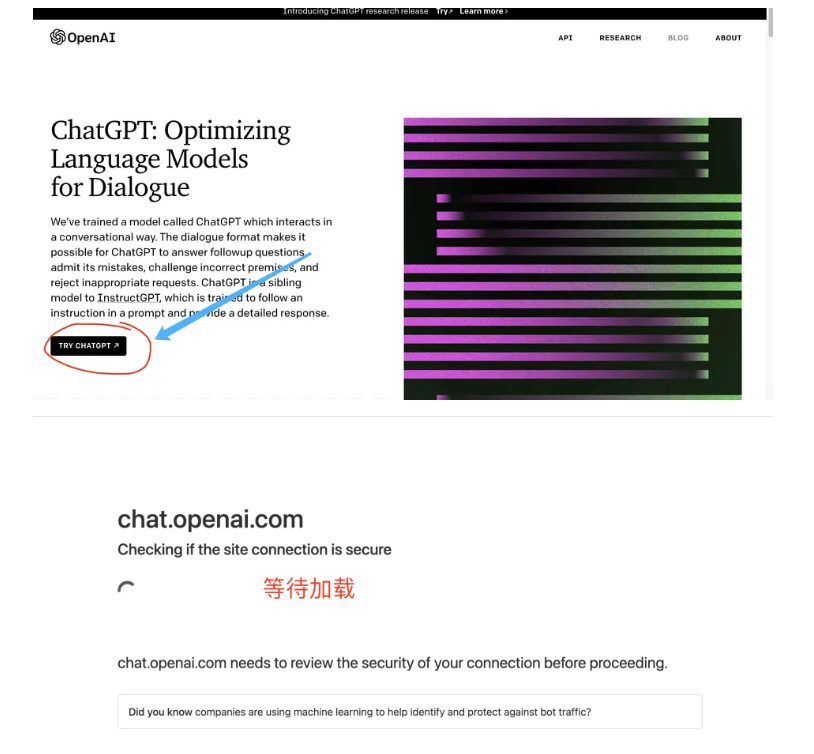 Introducing ChatGPT research release Try↗ Learn more›
OpenAI
API RESEARCH BLOG ABOUT
ChatGPT: Optimizing
Language Models
for Dialogue
We've trained a model called ChatGPT which interacts in
a conversational way. The dialogue format makes it
possible for ChatGPT to answer followup questions,
admit its mistakes, challenge incorrect premises, and
reject inappropriate requests. ChatGPT is a sibling
model to InstructGPT, which is trained to follow an
instruction in a prompt and provide a detailed response.
TRY CHATGPT ↗
chat.openai.com
Checking if the site connection is secure
等待加载
chat.openai.com needs to review the security of your connection before proceeding.
Did you know companies are using machine learning to help identify and protect against bot traffic?